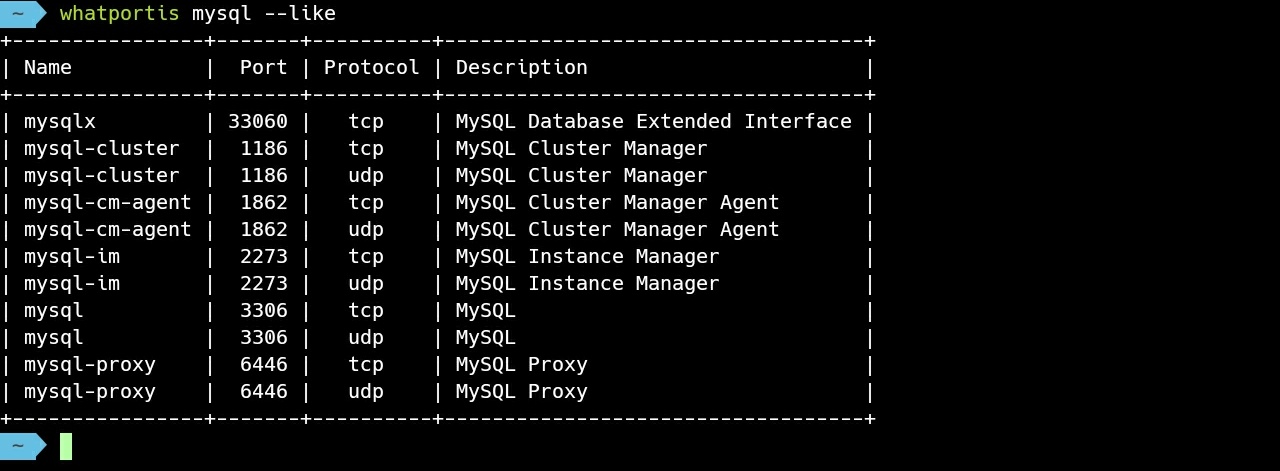 ~ whatportis mysql --like
+----------------+-------+----------+-----------------------------------+
| Name           |  Port | Protocol | Description                       |
+----------------+-------+----------+-----------------------------------+
| mysqlx         | 33060 |   tcp    | MySQL Database Extended Interface |
| mysql-cluster  |  1186 |   tcp    | MySQL Cluster Manager             |
| mysql-cluster  |  1186 |   udp    | MySQL Cluster Manager             |
| mysql-cm-agent |  1862 |   tcp    | MySQL Cluster Manager Agent       |
| mysql-cm-agent |  1862 |   udp    | MySQL Cluster Manager Agent       |
| mysql-im       |  2273 |   tcp    | MySQL Instance Manager            |
| mysql-im       |  2273 |   udp    | MySQL Instance Manager            |
| mysql          |  3306 |   tcp    | MySQL                             |
| mysql          |  3306 |   udp    | MySQL                             |
| mysql-proxy    |  6446 |   tcp    | MySQL Proxy                       |
| mysql-proxy    |  6446 |   udp    | MySQL Proxy                       |
+----------------+-------+----------+-----------------------------------+
~